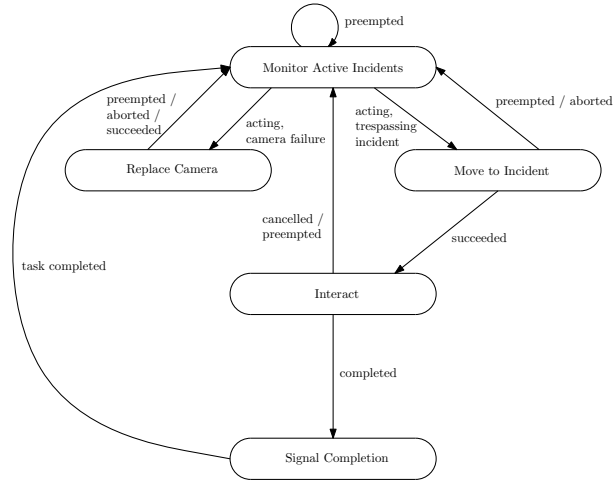 preempted
Monitor Active Incidents
preempted /
aborted /
succeeded
acting,
camera failure
acting,
trespassing
incident
preempted / aborted
Replace Camera
Move to Incident
cancelled /
preempted
succeeded
task completed
Interact
completed
Signal Completion